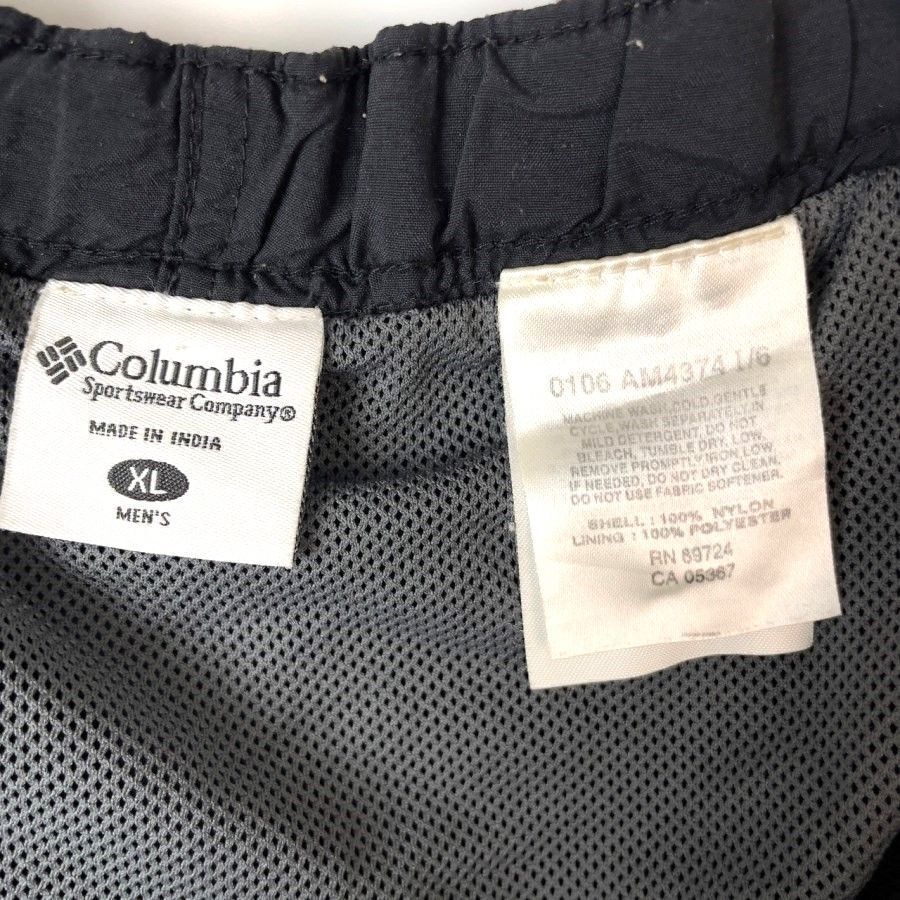 Columbia
Sportswear Company®
MADE IN INDIA
XL
MEN'S
0106 AM4374 I/6
MACHINE WASH COLD, GENTLE
CYCLE, WASH SEPARATELY IN
MILD DETERGENT, DO NOT
BLEACH, TUMBLE DRY, LOW,
REMOVE PROMPTLY IRON LOW
IF NEEDED, DO NOT DRY CLEAN.
DO NOT USE FABRIC SOFTENER.
SHELL : 100% NYLON
LINING : 100% POLYESTER
RN 69724
CA 05367